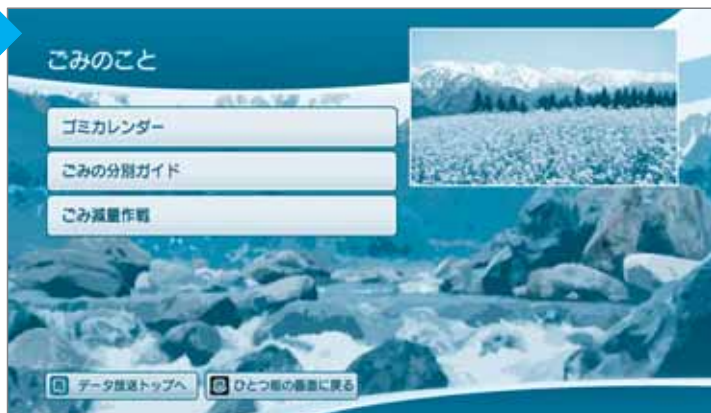 ごみのこと
ゴミカレンダー
ごみの分別ガイド
ごみ減量作戦
データ放送トップへ
ひとつ前の画面に戻る